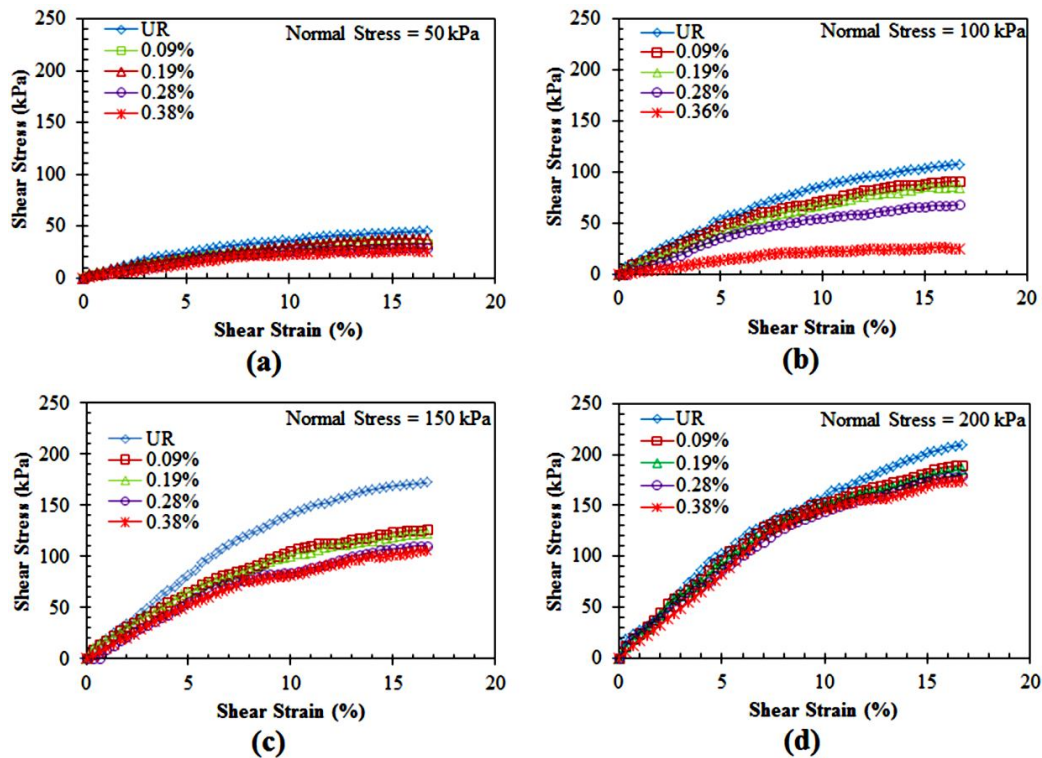 250
200
150
100
50
0
Shear Stress (kPa)
UR
0.09%
0.19%
0.28%
0.38%
Normal Stress = 50 kPa
0 5 10 15 20
Shear Strain (%)
(a)
250
200
150
100
50
0
Shear Stress (kPa)
UR
0.09%
0.19%
0.28%
0.36%
Normal Stress = 100 kPa
0 5 10 15 20
Shear Strain (%)
(b)
250
200
150
100
50
0
Shear Stress (kPa)
UR
0.09%
0.19%
0.28%
0.38%
Normal Stress = 150 kPa
0 5 10 15 20
Shear Strain (%)
(c)
250
200
150
100
50
0
Shear Stress (kPa)
UR
0.09%
0.19%
0.28%
0.38%
Normal Stress = 200 kPa
0 5 10 15 20
Shear Strain (%)
(d)